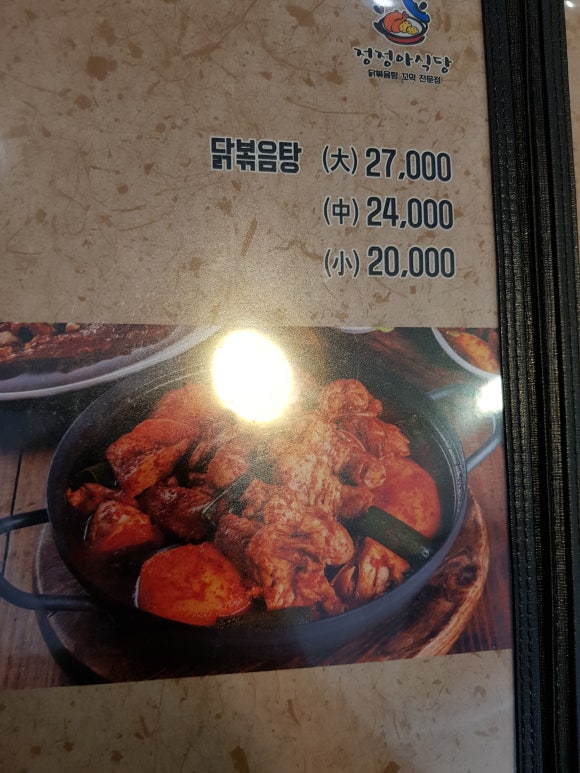 정정아식당
닭볶음탕 꼬막 전문점
닭볶음탕 (大) 27,000
(中) 24,000
(小) 20,000